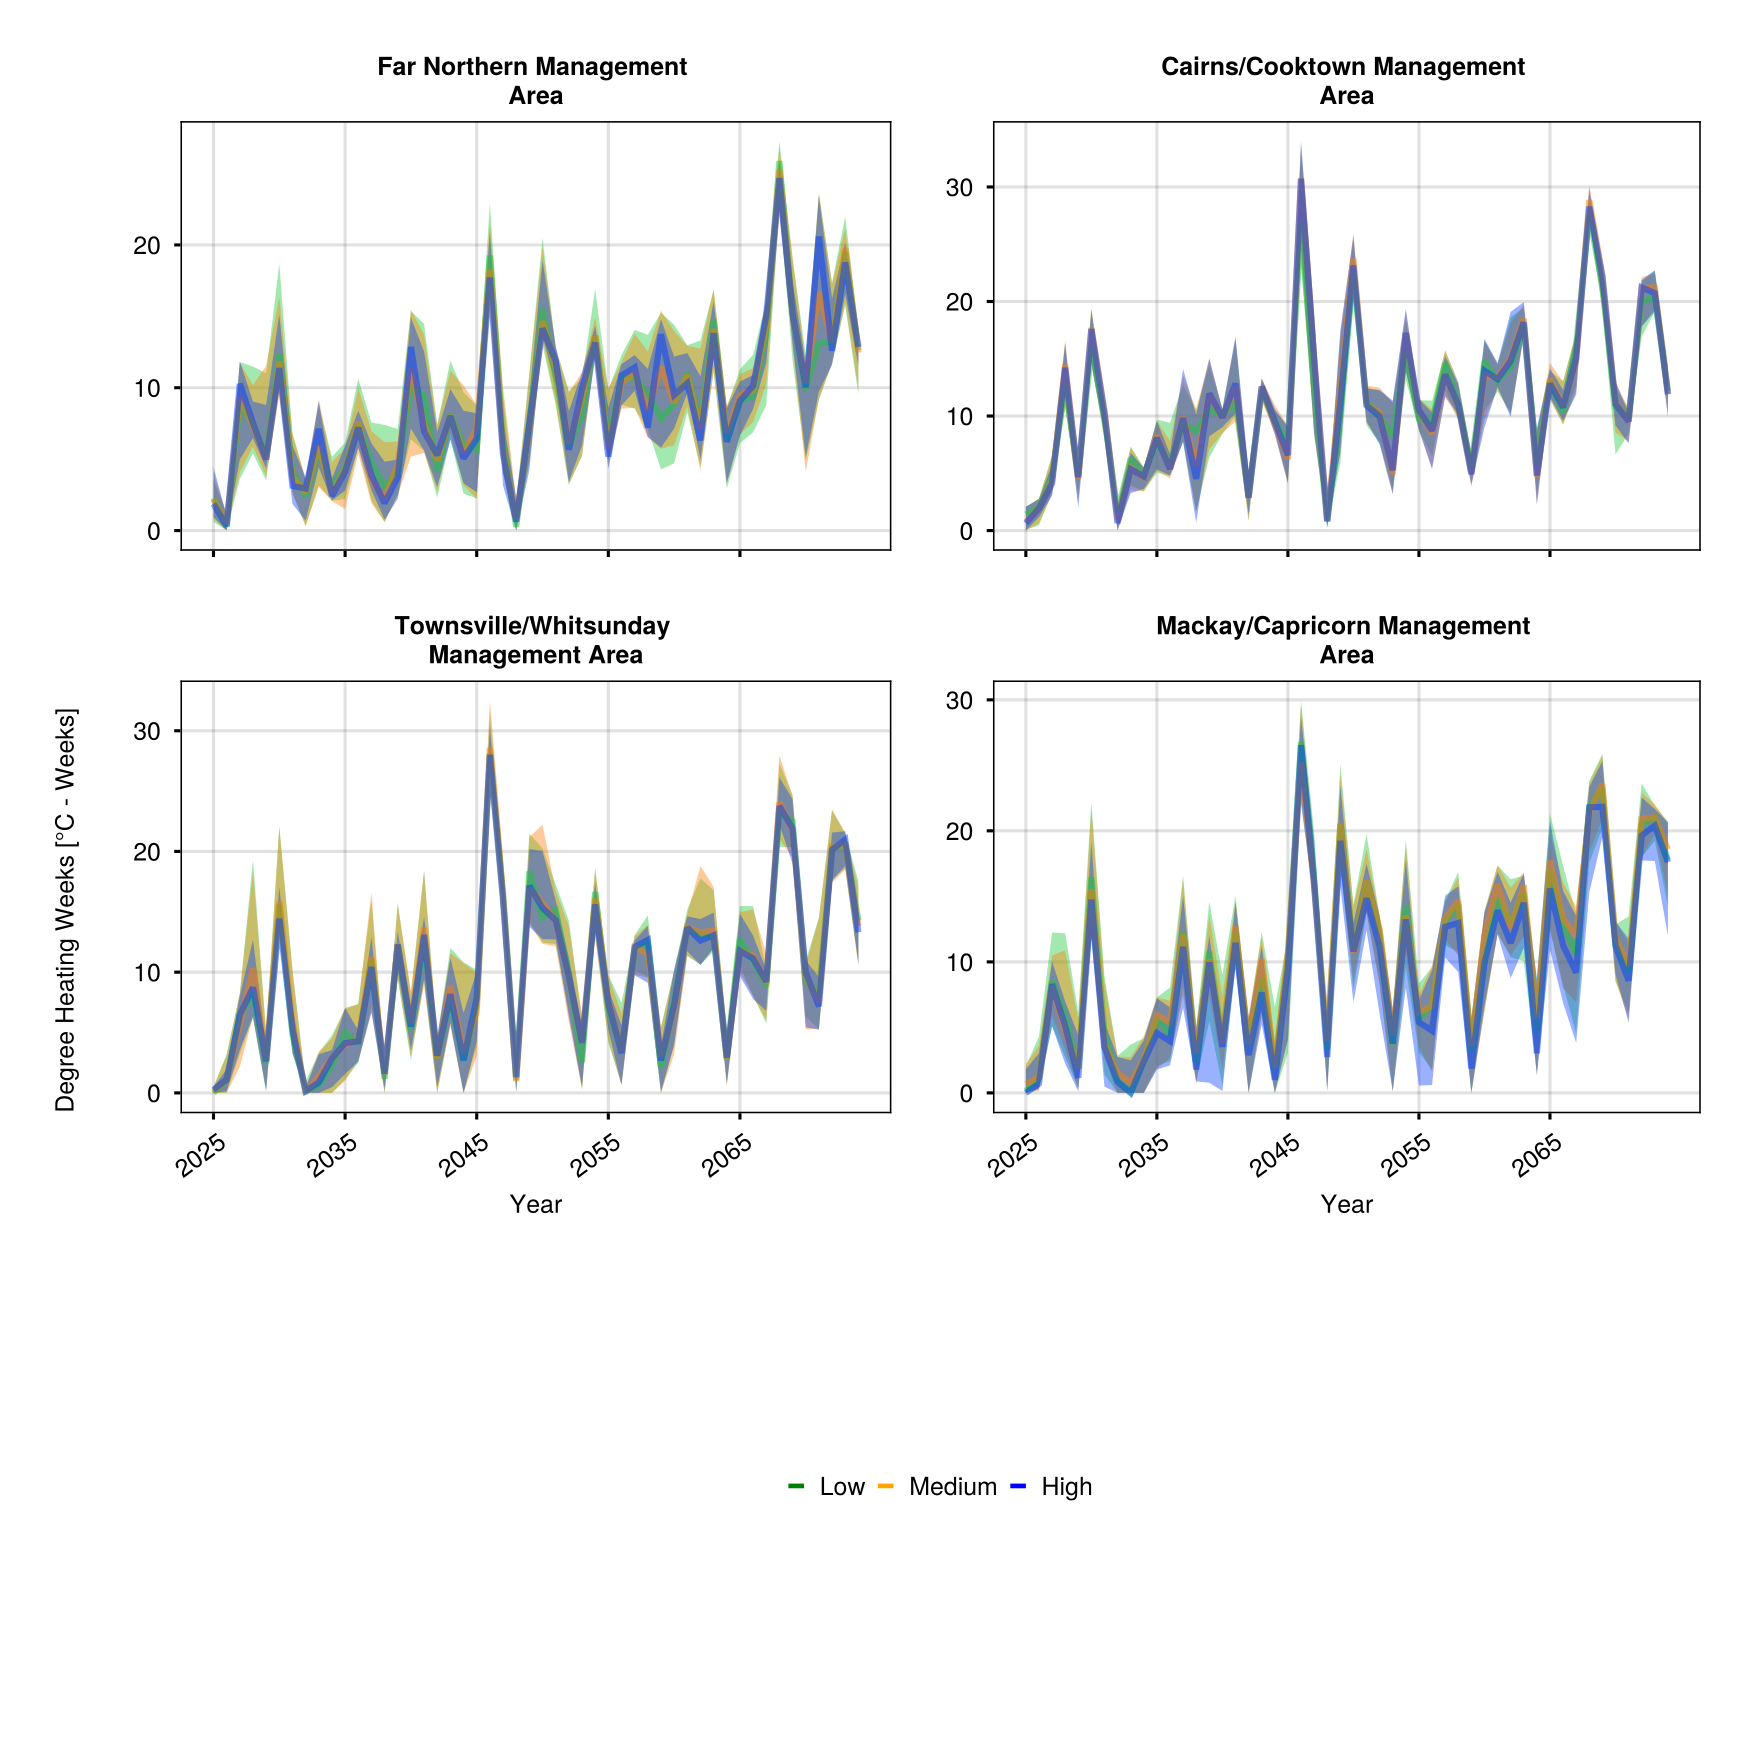 Far Northern Management
Area
Cairns/Cooktown Management
Area
20
10
0
30
20
10
0
Townsville/Whitsunday
Management Area
Mackay/Capricorn Management
Area
Degree Heating Weeks [°C - Weeks]
30
20
10
0
30
20
10
0
2025
2035
2045
2055
2065
2025
2035
2045
2055
2065
Year
Year
Low Medium High